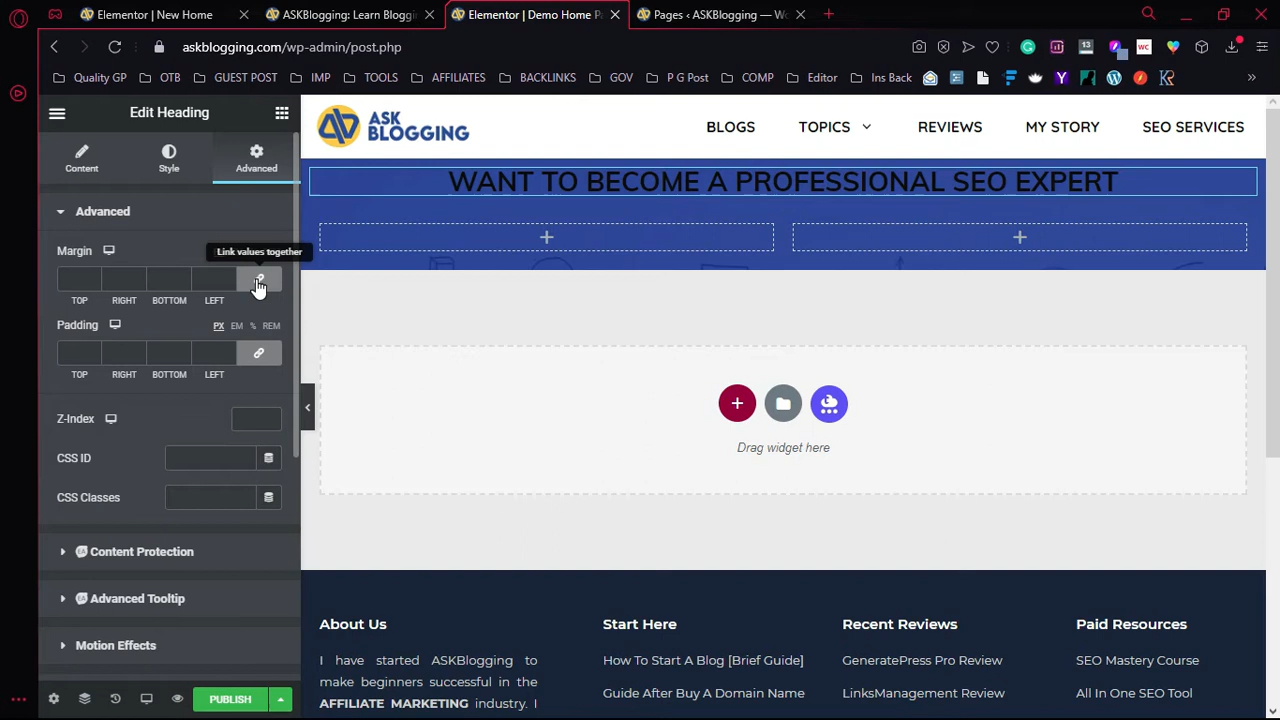 Elementor | New Home
ASKBlogging: Learn Bloggin
Elementor | Demo Home P
Pages ‹ ASKBlogging — Wo
askblogging.com/wp-admin/post.php
13
WC
Quality GP
OTB
GUEST POST
IMP
TOOLS
AFFILIATES
BACKLINKS
GOV
P G Post
COMP
Editor
Ins Back
»
Edit Heading
Content
Style
Advanced
ASK
BLOGGING
BLOGS
TOPICS
REVIEWS
MY STORY
SEO SERVICES
WANT TO BECOME A PROFESSIONAL SEO EXPERT
Advanced
Margin
Link values together
TOP RIGHT BOTTOM LEFT
Padding
PX EM % REM
TOP RIGHT BOTTOM LEFT
Z-Index
CSS ID
CSS Classes
Content Protection
Advanced Tooltip
Motion Effects
PUBLISH
Drag widget here
About Us
I have started ASKBlogging to
make beginners successful in the
AFFILIATE MARKETING industry. I
Start Here
How To Start A Blog [Brief Guide]
Guide After Buy A Domain Name
Recent Reviews
GeneratePress Pro Review
LinksManagement Review
Paid Resources
SEO Mastery Course
All In One SEO Tool